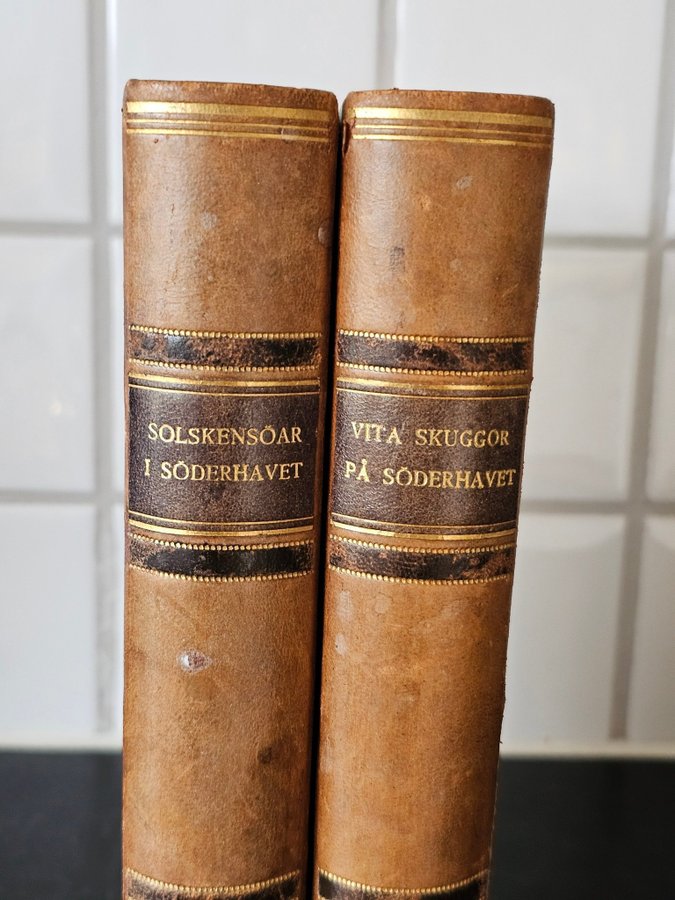 SOLSKENSÖAR
I SÖDERHAVET
VITA SKUGGOR
PÅ SÖDERHAVET